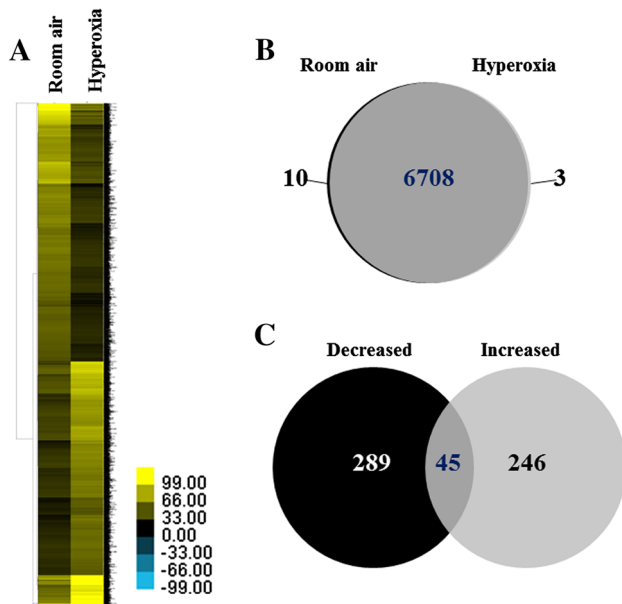 A
Room air
Hyperoxia
99.00
66.00
33.00
0.00
-33.00
-66.00
-99.00
B
Room air Hyperoxia
10 6708 3
C
Decreased Increased
289 45 246